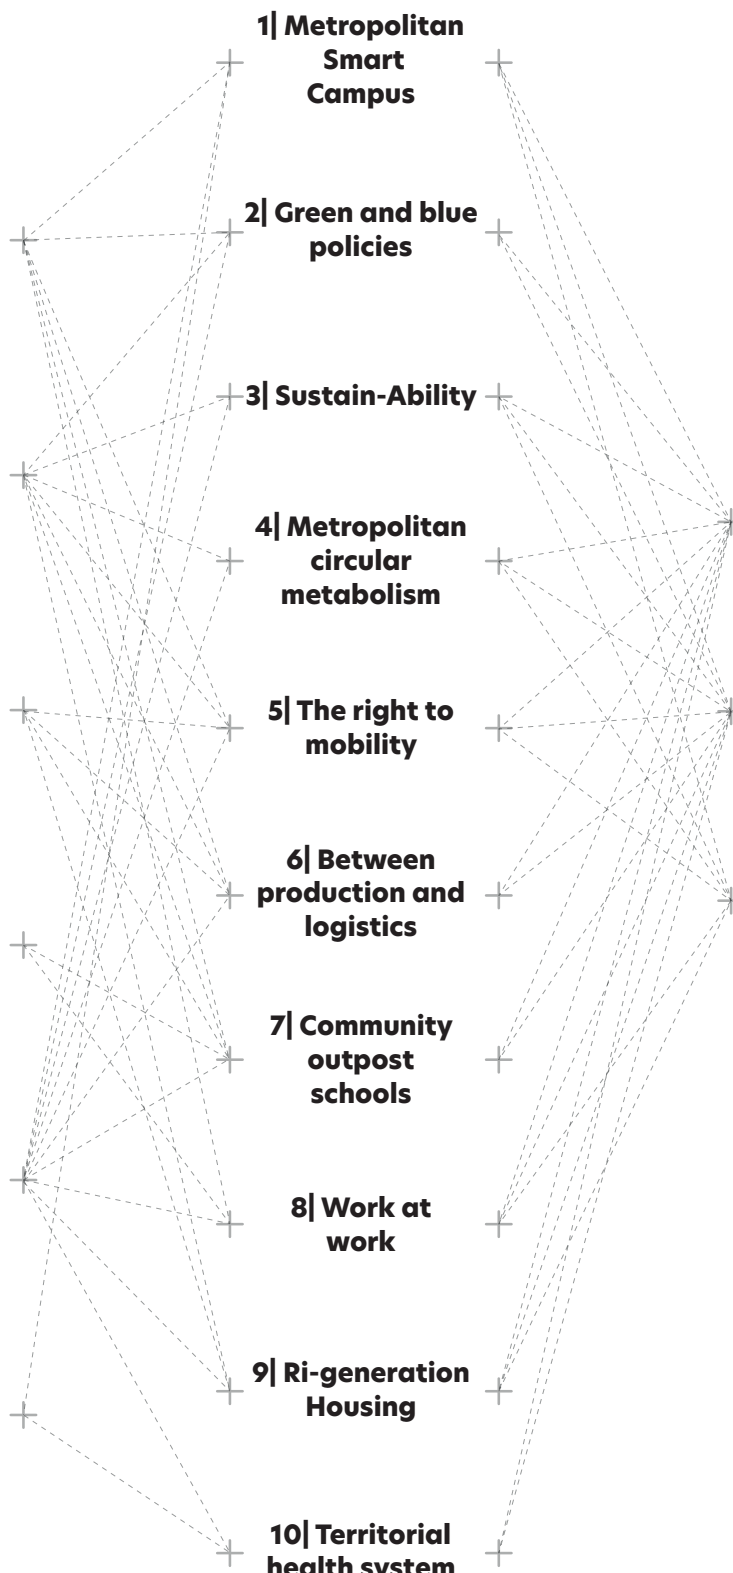 1| Metropolitan
Smart
Campus
2| Green and blue
policies
3| Sustain-Ability
4| Metropolitan
circular
metabolism
5| The right to
mobility
6| Between
production and
logistics
7| Community
outpost
schools
8| Work at
work
9| Ri-generation
Housing
10| Territorial
health system